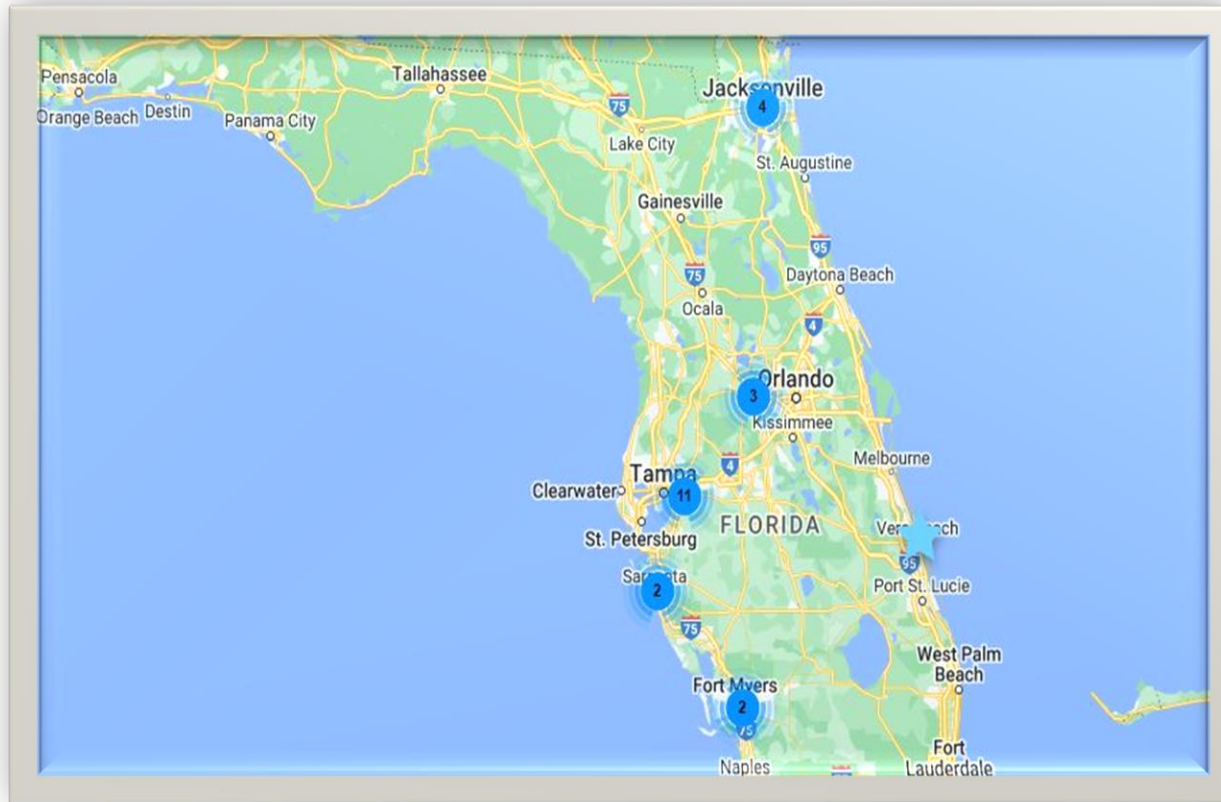 Pensacola
Orange Beach
Destin
Panama City
Tallahassee
75
Lake City
Jacksonville
4
St. Augustine
Gainesville
95
75
Daytona Beach
Ocala
4
Orlando
3
Kissimmee
Tampa
11
4
Melbourne
Clearwater
FLORIDA
St. Petersburg
95
Port St. Lucie
2
75
West Palm
Beach
Fort Myers
2
75
Naples
Fort
Lauderdale